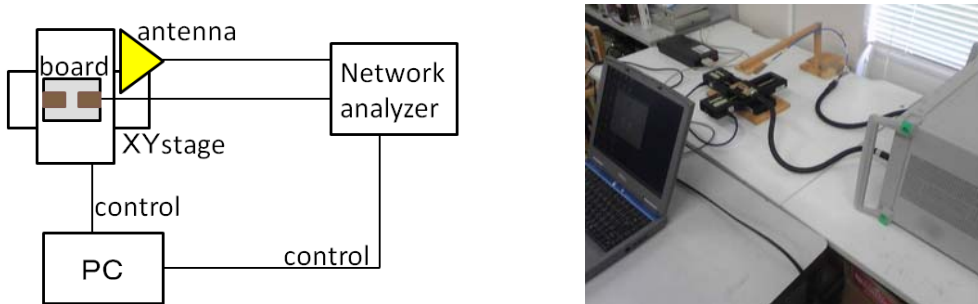 antenna
board
Network
analyzer
XYstage
control
control
PC